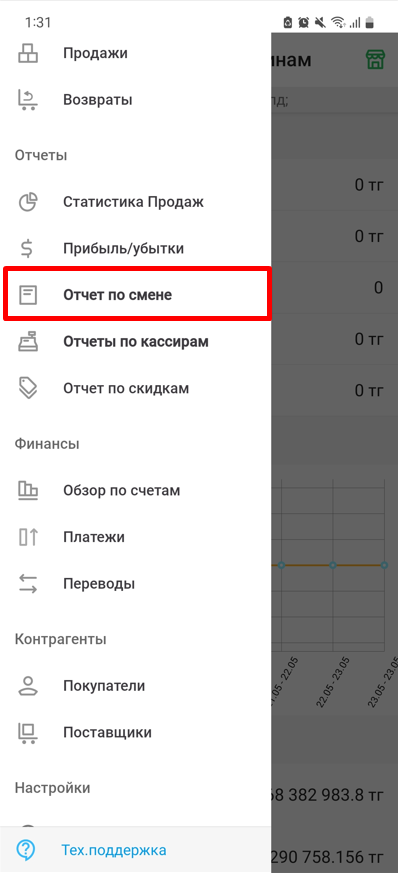 1:31
Продажи
инам
Возвраты
лд;
Отчеты
Статистика Продаж
0 тг
Прибыль/убытки
0 тг
Отчет по смене
0
Отчеты по кассирам
0 тг
Отчет по скидкам
0 тг
Финансы
Обзор по счетам
Платежи
Переводы
Контрагенты
21.05 - 22.05
22.05 - 23.05
23.05 - 23.05
Покупатели
Поставщики
Настройки
68 382 983.8 тг
Тех.поддержка
290 758.156 тг